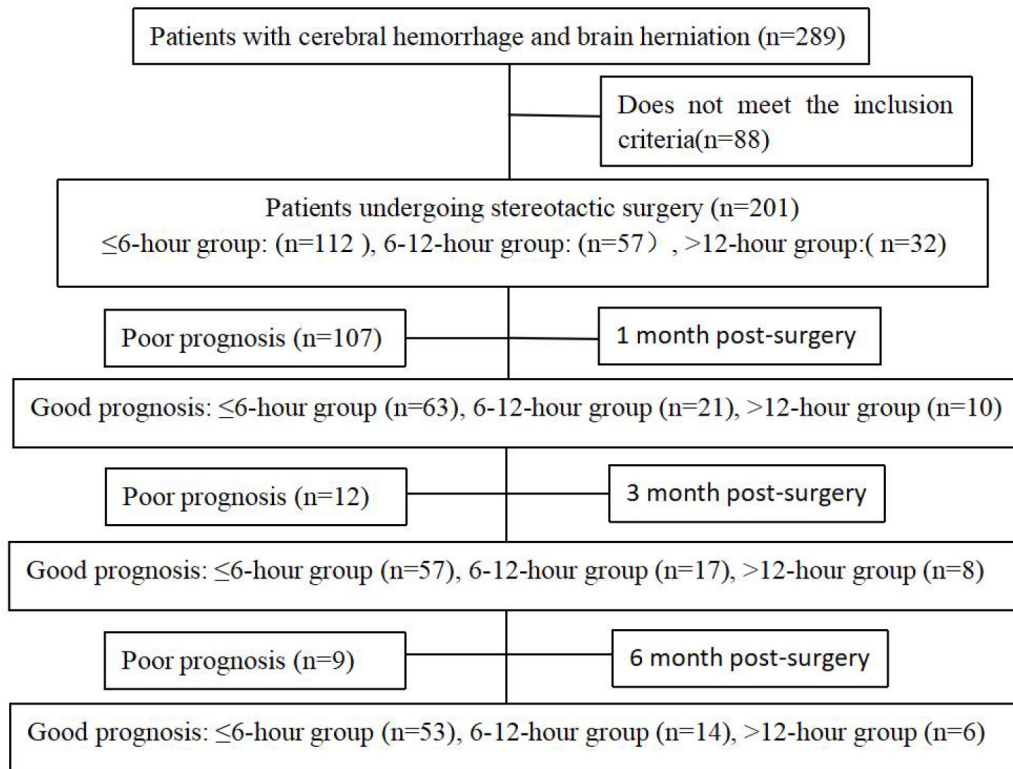 Patients with cerebral hemorrhage and brain herniation (n=289)
Does not meet the inclusion
criteria(n=88)
Patients undergoing stereotactic surgery (n=201)
≤6-hour group: (n=112 ), 6-12-hour group: (n=57）, >12-hour group:( n=32)
Poor prognosis (n=107)
1 month post-surgery
Good prognosis: ≤6-hour group (n=63), 6-12-hour group (n=21), >12-hour group (n=10)
Poor prognosis (n=12)
3 month post-surgery
Good prognosis: ≤6-hour group (n=57), 6-12-hour group (n=17), >12-hour group (n=8)
Poor prognosis (n=9)
6 month post-surgery
Good prognosis: ≤6-hour group (n=53), 6-12-hour group (n=14), >12-hour group (n=6)